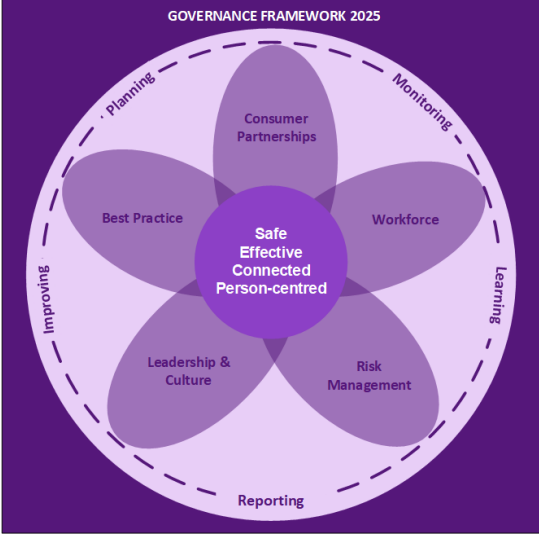 GOVERNANCE FRAMEWORK 2025
Planning
Monitoring
Consumer
Partnerships
Best Practice
Workforce
Safe
Effective
Connected
Person-centred
Improving
Learning
Leadership &
Culture
Risk
Management
Reporting